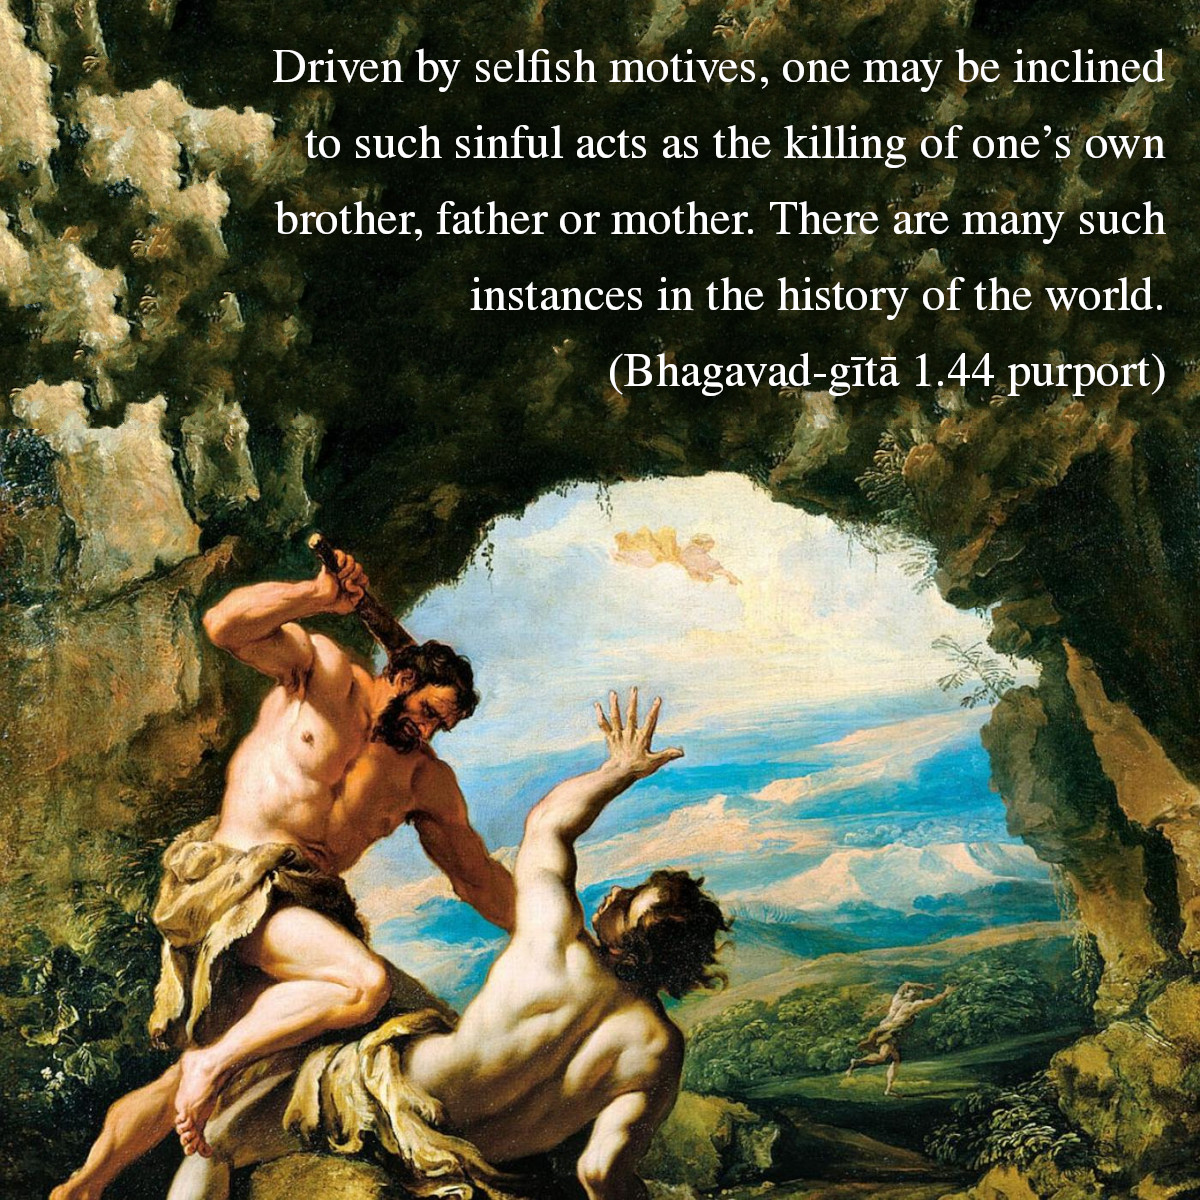 Driven by selfish motives, one may be inclined
to such sinful acts as the killing of one’s own
brother, father or mother. There are many such
instances in the history of the world.
(Bhagavad-gītā 1.44 purport)